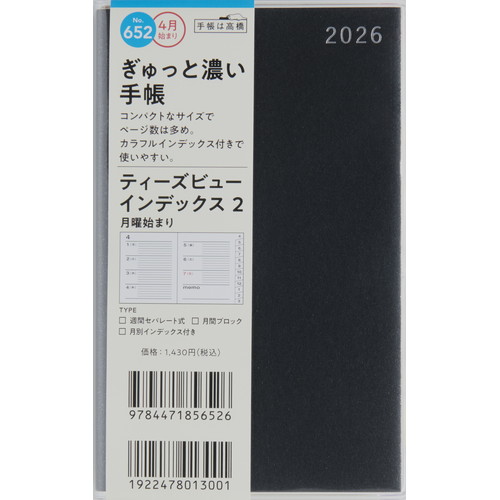 No.
652
4月
始まり
手帳は高橋
2026
ぎゅっと濃い
手帳
コンパクトなサイズで
ページ数は多め。
カラフルインデックス付きで
使いやすい。
ティーズビュー
インデックス 2
月曜始まり
4
TYPE
□ 週間セパレート式 □ 月間ブロック
□ 月別インデックス付き
価格：1,430円(税込)
9784471856526
1922478013001